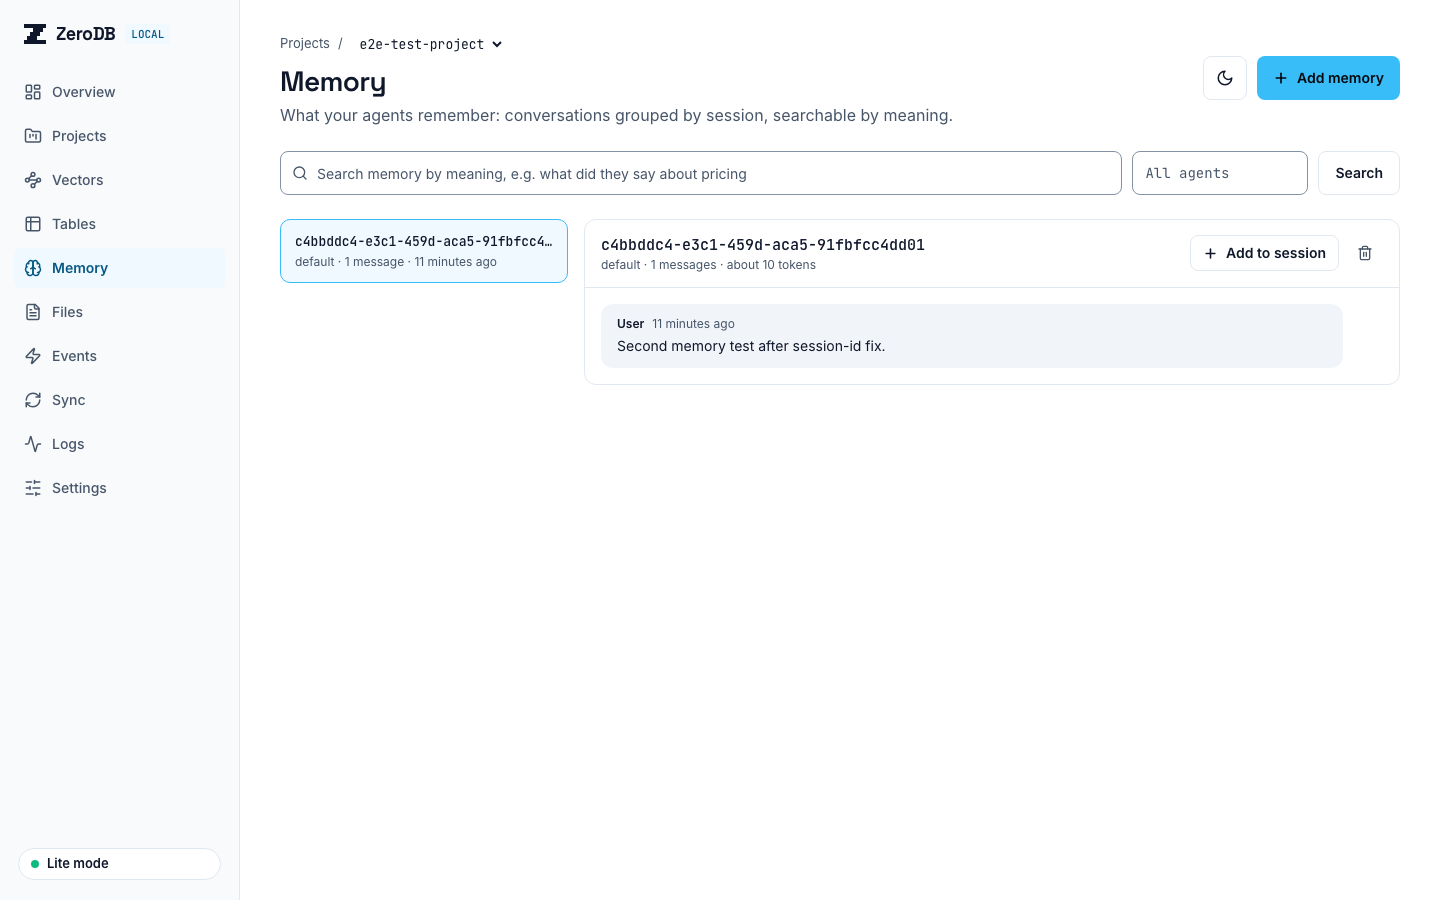 ZeroDB LOCAL
Overview
Projects
Vectors
Tables
Memory
Files
Events
Sync
Logs
Settings
Lite mode
Projects / e2e-test-project
Memory
What your agents remember: conversations grouped by session, searchable by meaning.
Add memory
Search memory by meaning, e.g. what did they say about pricing
All agents
Search
c4bbddc4-e3c1-459d-aca5-91fbfcc4…
default · 1 message · 11 minutes ago
c4bbddc4-e3c1-459d-aca5-91fbfcc4dd01
default · 1 messages · about 10 tokens
Add to session
User 11 minutes ago
Second memory test after session-id fix.